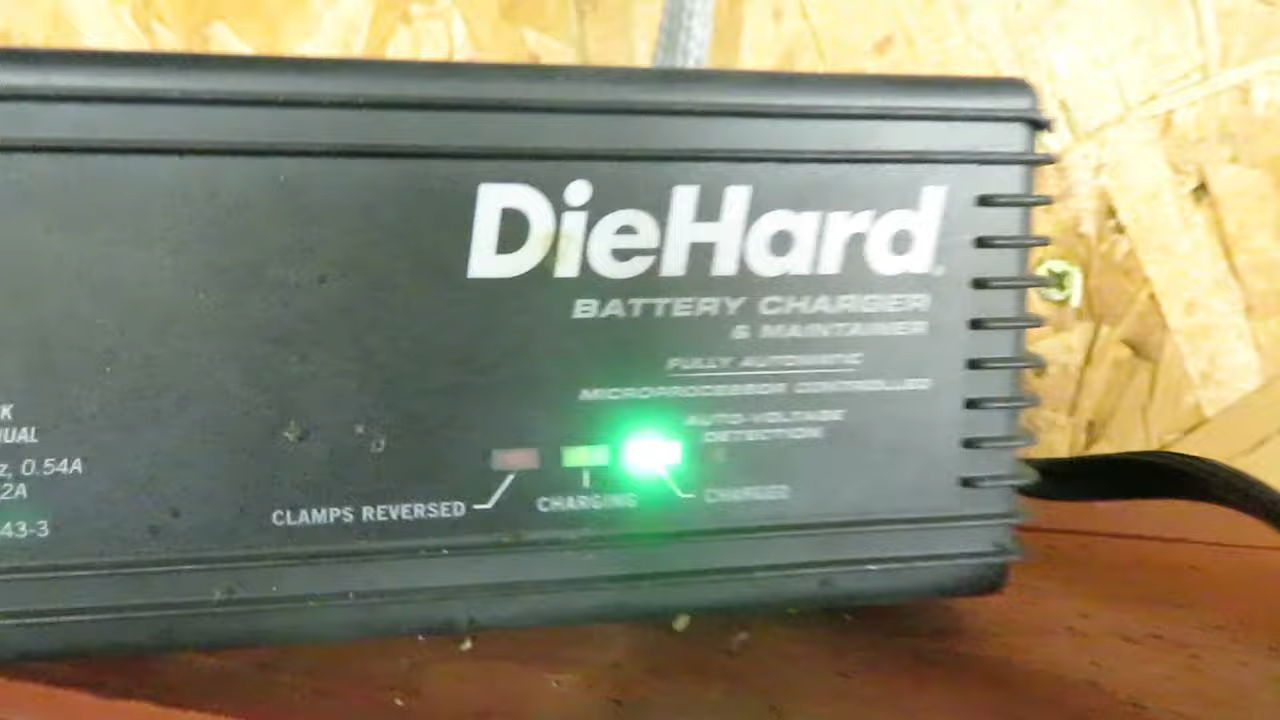 DieHard
BATTERY CHARGER
& MAINTAINER
FULLY AUTOMATIC
MICROPROCESSOR CONTROLLED
AUTO-VOLTAGE
DETECTION
K
UAL
z, 0.54A
2A
43-3
CLAMPS REVERSED
CHARGING
CHARGED